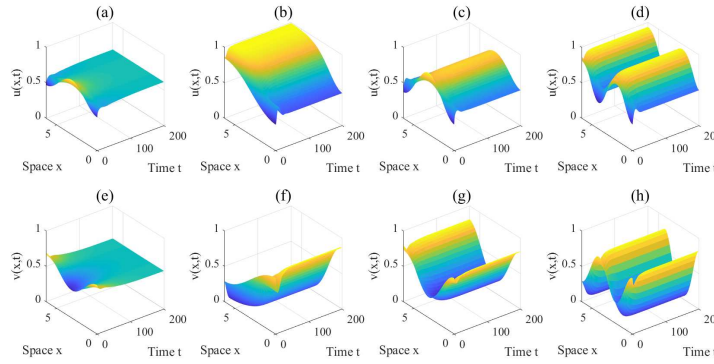 (a) (b) (c) (d)
1 1 1 1
u(x,t) 0.5 u(x,t) 0.5 u(x,t) 0.5 u(x,t) 0.5
0 0 0 0
5 200 5 200 5 200 5 200
100 100 100 100
Space x 0 0 Time t Space x 0 0 Time t Space x 0 0 Time t Space x 0 0 Time t
(e) (f) (g) (h)
1 1 1 1
v(x,t) 0.5 v(x,t) 0.5 v(x,t) 0.5 v(x,t) 0.5
0 0 0 0
5 200 5 200 5 200 5 200
100 100 100 100
Space x 0 0 Time t Space x 0 0 Time t Space x 0 0 Time t Space x 0 0 Time t